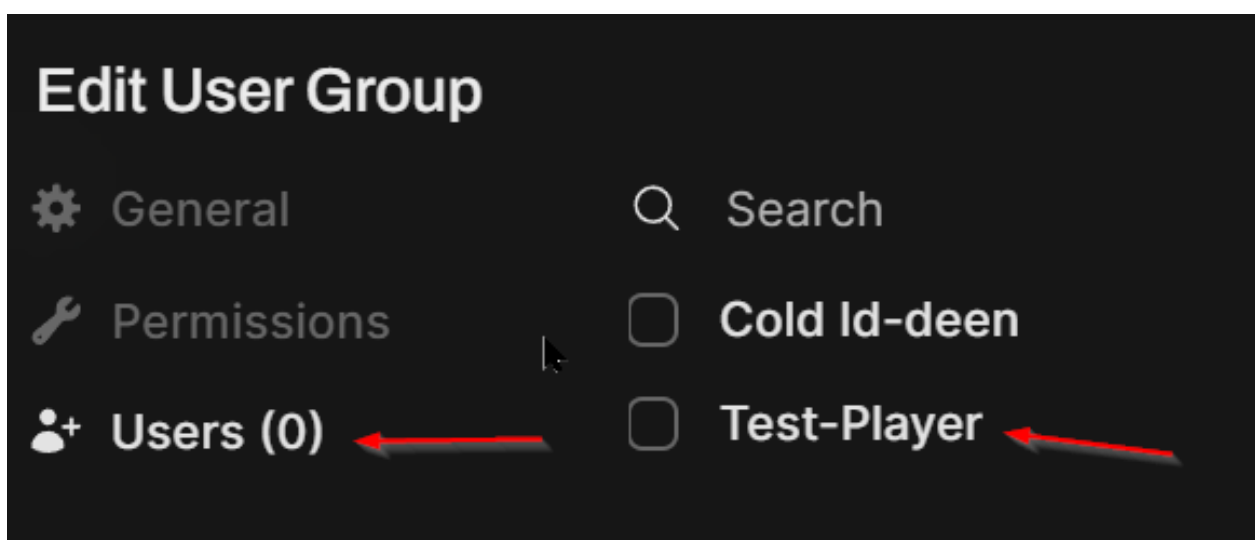 Edit User Group
General
Permissions
Users (0)
Search
Cold Id-deen
Test-Player